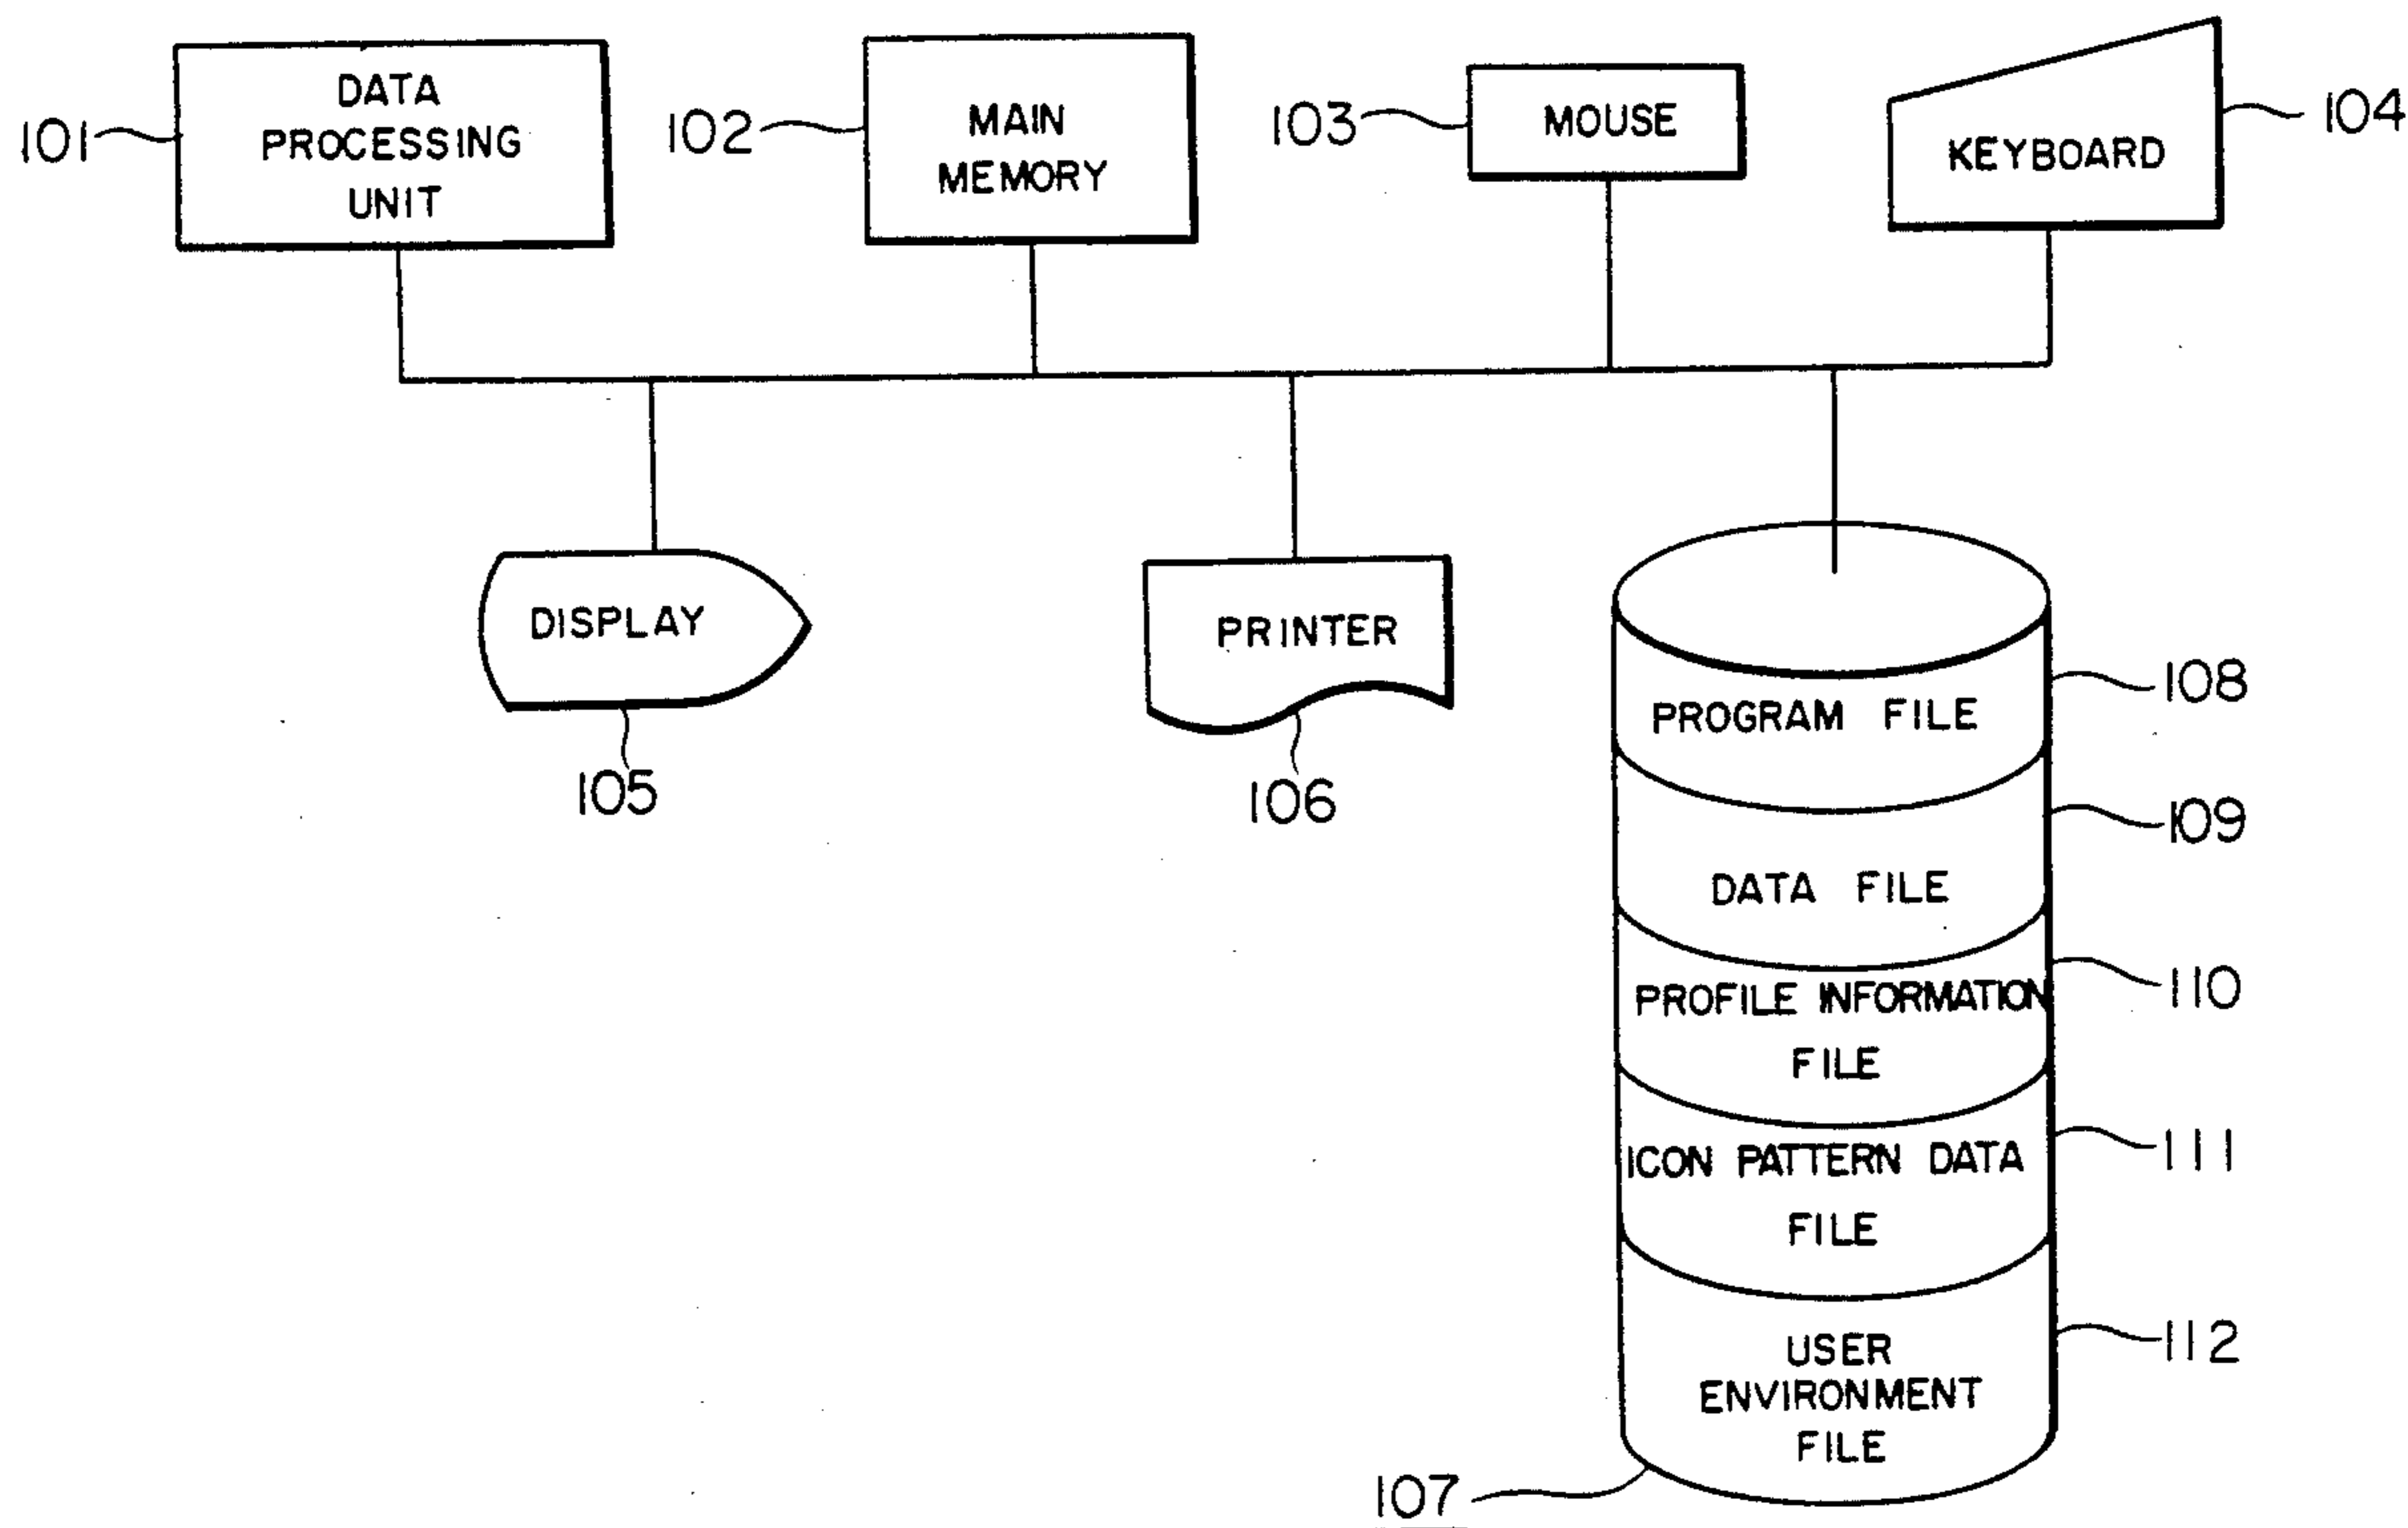 DATA
PROCESSING
UNIT
101
MAIN
MEMORY
102
MOUSE
103
KEYBOARD
104
DISPLAY
105
PRINTER
106
PROGRAM FILE
108
DATA FILE
109
PROFILE INFORMATION
FILE
110
ICON PATTERN DATA
FILE
111
USER
ENVIRONMENT
FILE
112
107